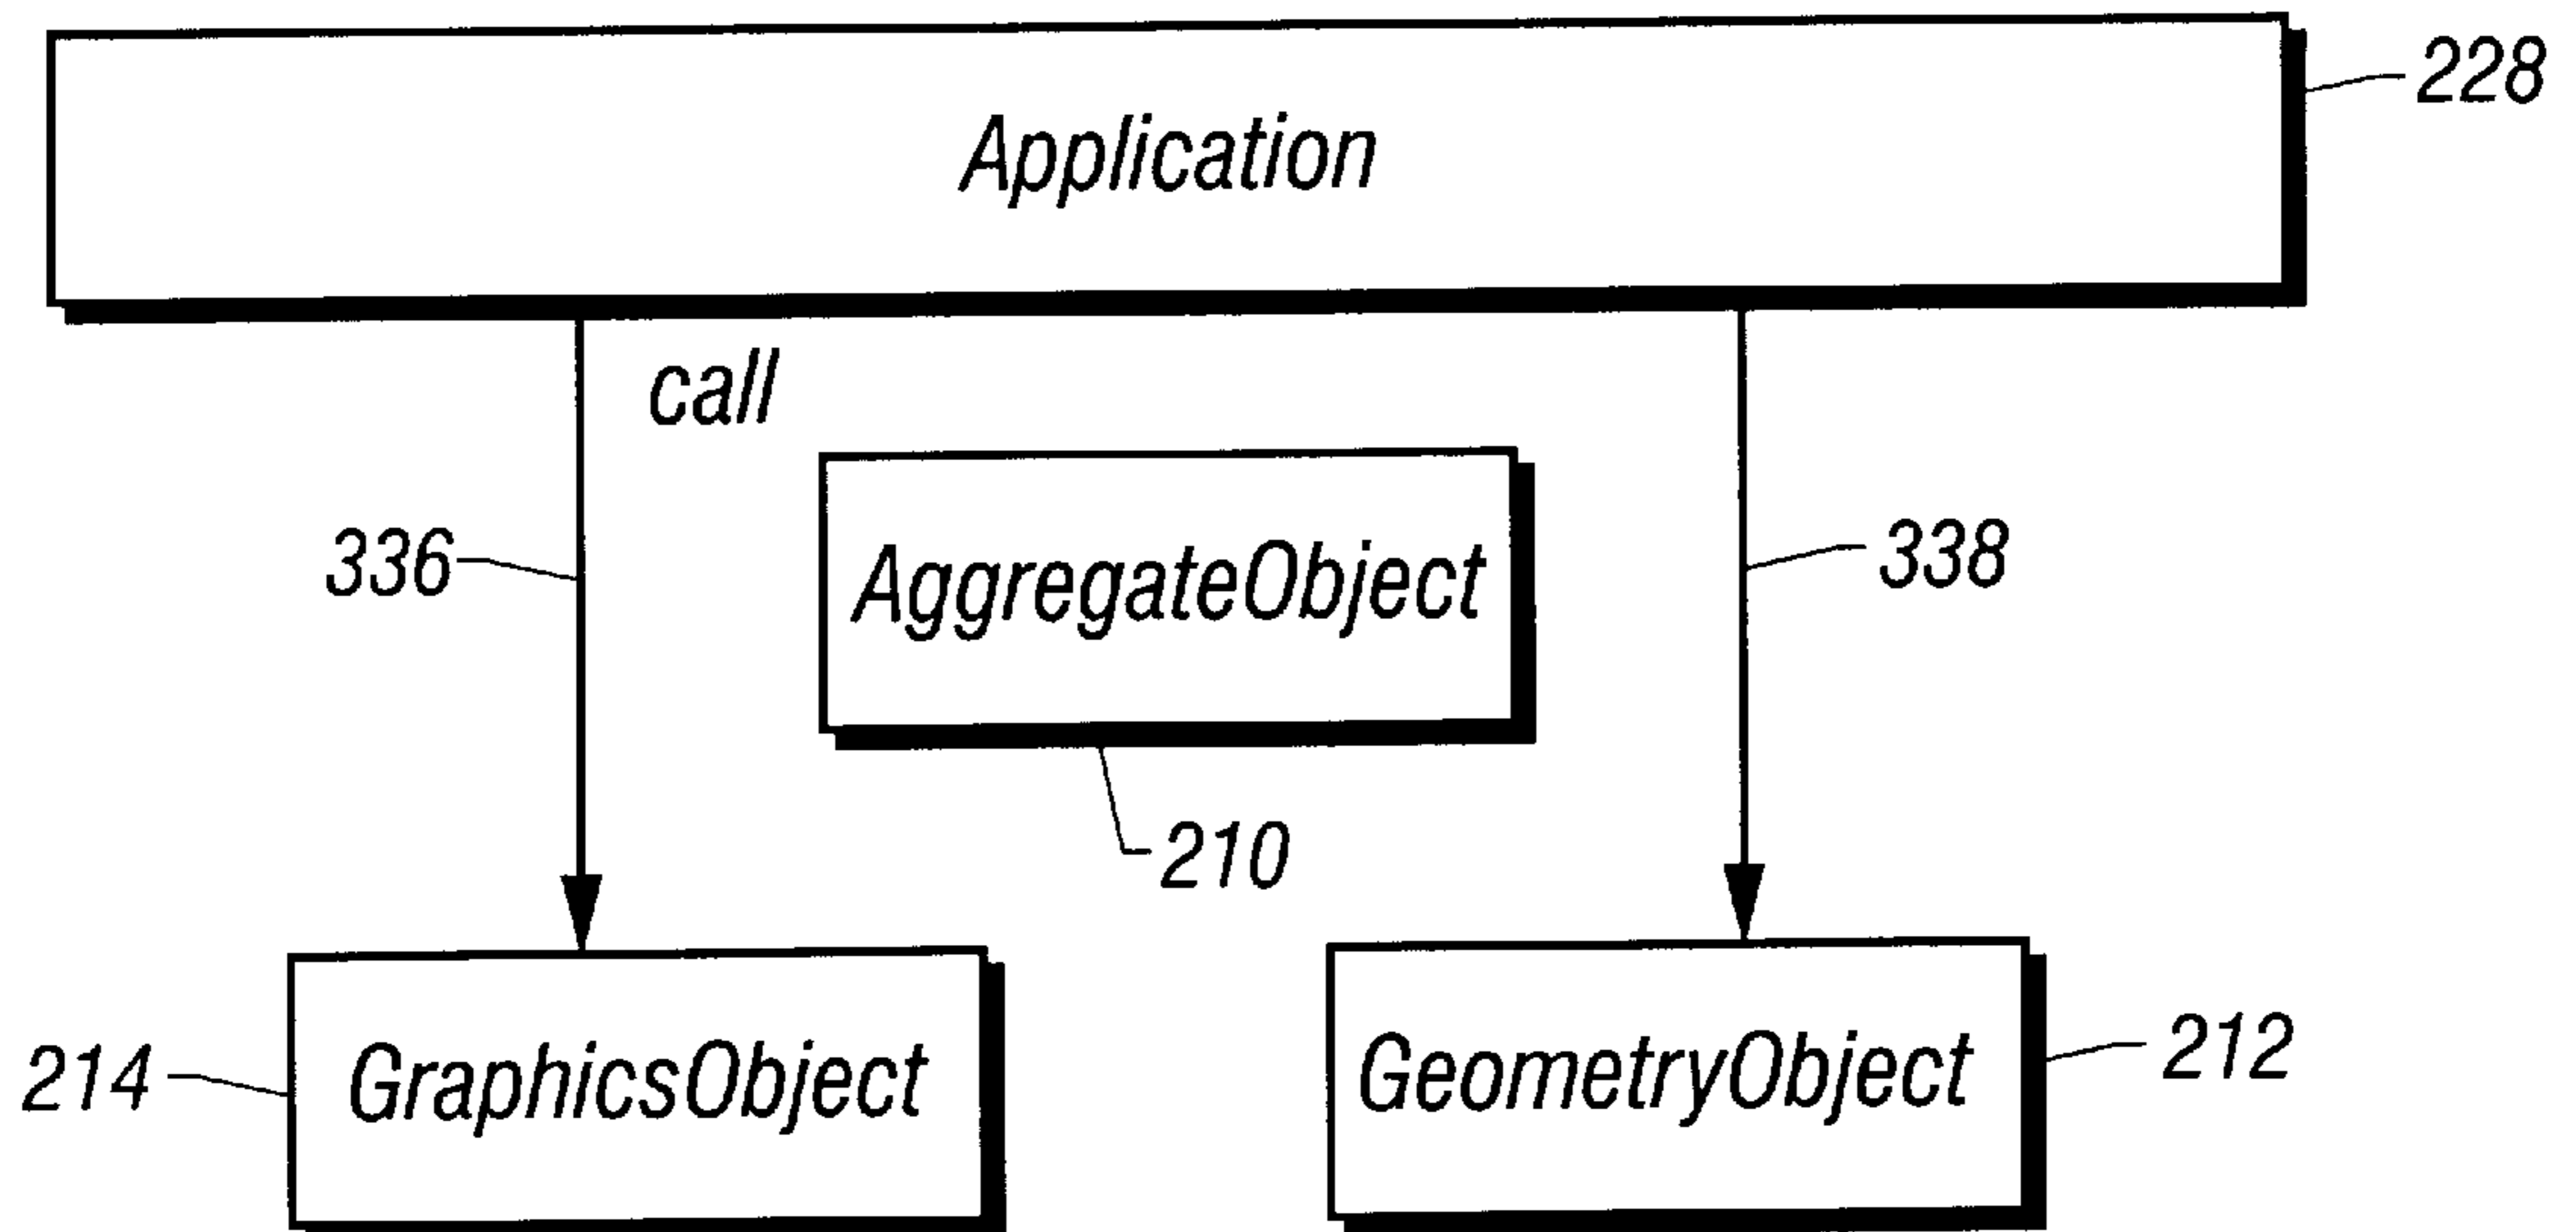 Application
228
call
336
AggregateObject
338
210
214
GraphicsObject
GeometryObject
212